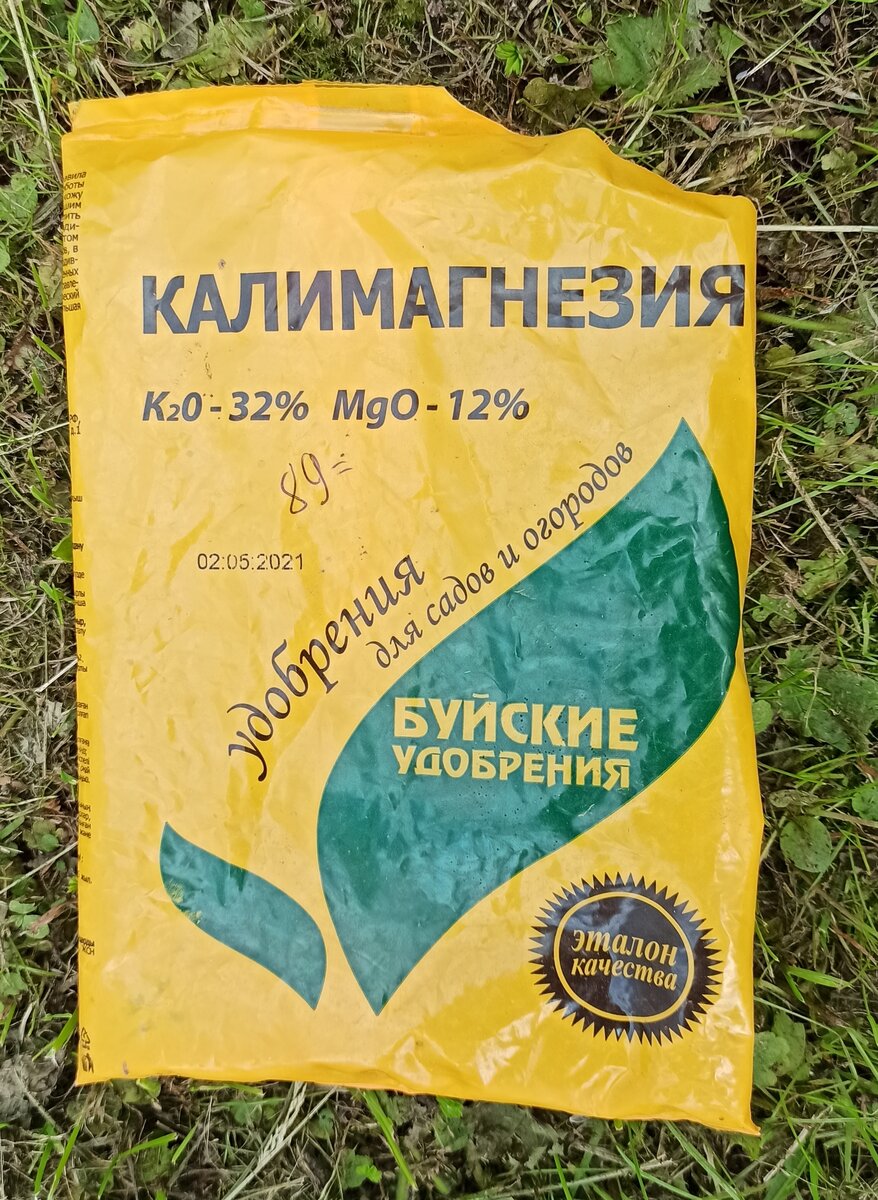 КАЛИМАГНЕЗИЯ
K₂O - 32% MgO - 12%
89=
02.05.2021
удобрения
для садов и огородов
БУЙСКИЕ
УДОБРЕНИЯ
эталон
качества